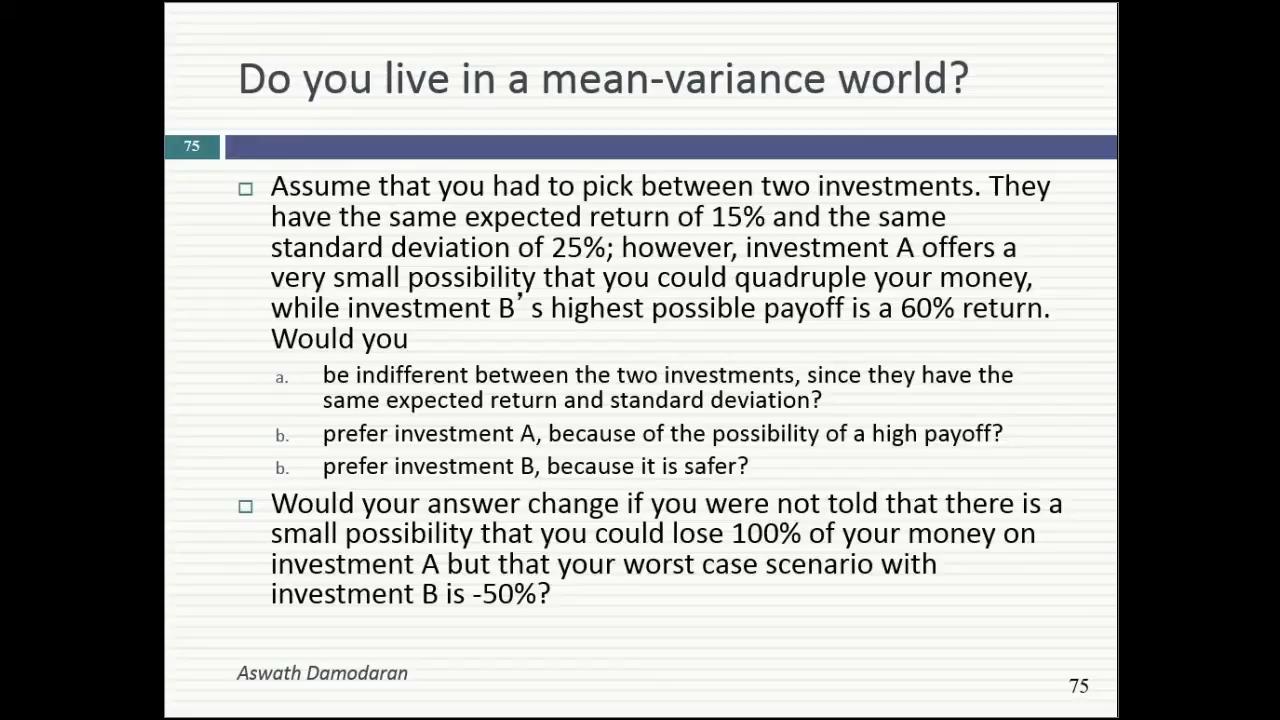 Do you live in a mean-variance world?
75
Assume that you had to pick between two investments. They
have the same expected return of 15% and the same
standard deviation of 25%; however, investment A offers a
very small possibility that you could quadruple your money,
while investment B’s highest possible payoff is a 60% return.
Would you
a. be indifferent between the two investments, since they have the
same expected return and standard deviation?
b. prefer investment A, because of the possibility of a high payoff?
b. prefer investment B, because it is safer?
Would your answer change if you were not told that there is a
small possibility that you could lose 100% of your money on
investment A but that your worst case scenario with
investment B is -50%?
Aswath Damodaran
75